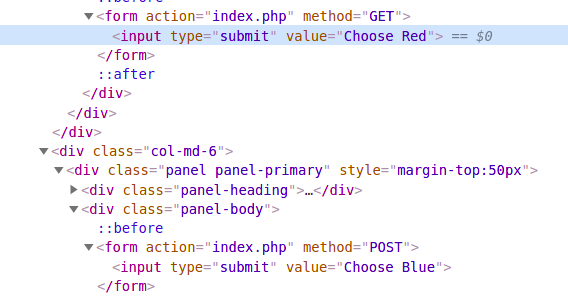 ::before
▼<form action="index.php" method="GET">
<input type="submit" value="Choose Red"> == $0
</form>
::after
</div>
</div>
</div>
▼<div class="col-md-6">
▼<div class="panel panel-primary" style="margin-top:50px">
▶<div class="panel-heading">…</div>
▼<div class="panel-body">
::before
▼<form action="index.php" method="POST">
<input type="submit" value="Choose Blue">
</form>